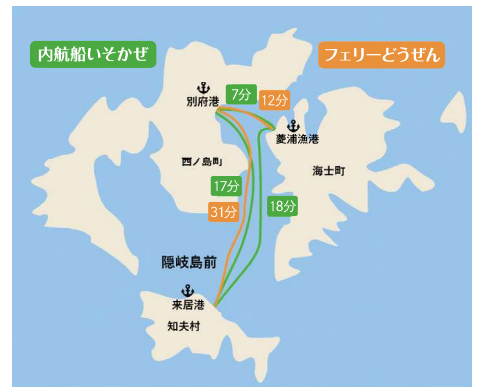 内航船いそかぜ
フェリーどうぜん
7分
12分
別府港
菱浦漁港
西ノ島町
海士町
17分
18分
31分
隠岐島前
来居港
知夫村